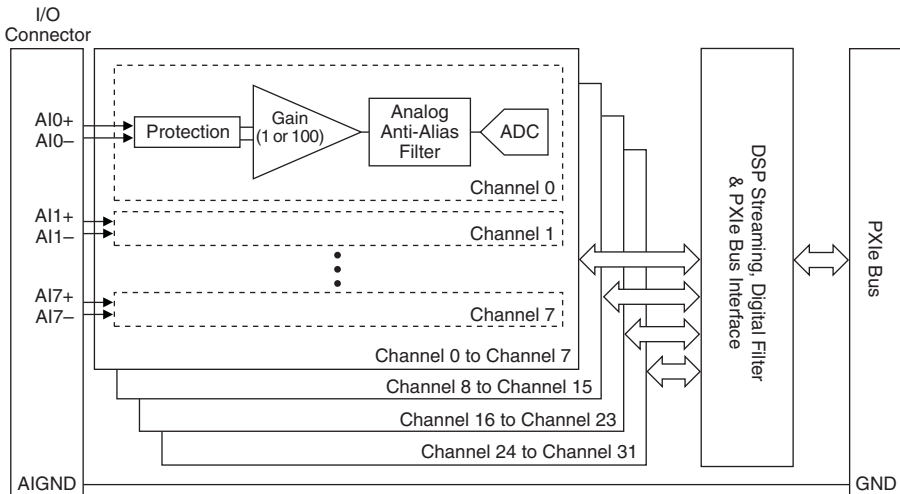 I/O
Connector
AI0+
AI0–
Protection
Gain
(1 or 100)
Analog
Anti-Alias
Filter
ADC
Channel 0
AI1+
AI1–
Channel 1
AI7+
AI7–
Channel 7
Channel 0 to Channel 7
Channel 8 to Channel 15
Channel 16 to Channel 23
Channel 24 to Channel 31
DSP Streaming, Digital Filter
& PXIe Bus Interface
PXIe Bus
AIGND
GND